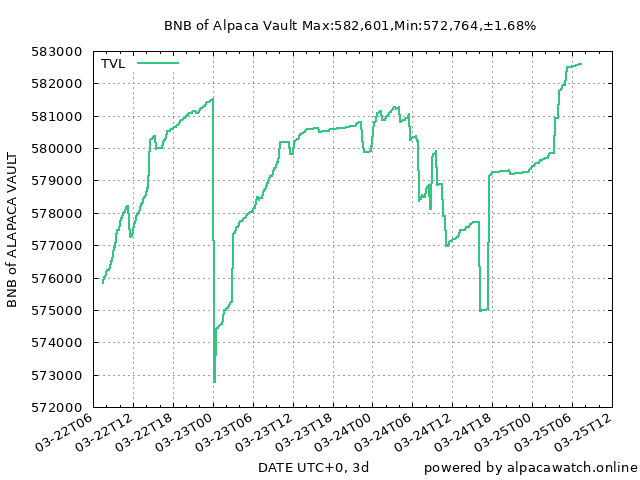 BNB of Alpaca Vault Max:582,601,Min:572,764,±1.68%
TVL
583000
582000
581000
580000
579000
578000
577000
576000
575000
574000
573000
572000
BNB of ALAPACA VAULT
03-22T06
03-22T12
03-22T18
03-23T00
03-23T06
03-23T12
03-23T18
03-24T00
03-24T06
03-24T12
03-24T18
03-25T00
03-25T06
03-25T12
DATE UTC+0, 3d
powered by alpacawatch.online